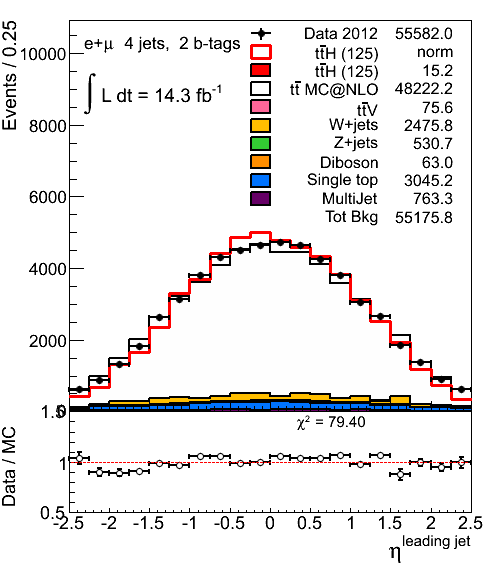 e+μ 4 jets, 2 b-tags
∫ L dt = 14.3 fb⁻¹
Data 2012 55582.0
tt̄H (125) norm
tt̄H (125) 15.2
tt̄ MC@NLO 48222.2
tt̄V 75.6
W+jets 2475.8
Z+jets 530.7
Diboson 63.0
Single top 3045.2
MultiJet 763.3
Tot Bkg 55175.8
Events / 0.25
10000
8000
6000
4000
2000
0
χ² = 79.40
Data / MC
1.5
1
0.5
-2.5 -2 -1.5 -1 -0.5 0 0.5 1 1.5 2 2.5
η leading jet